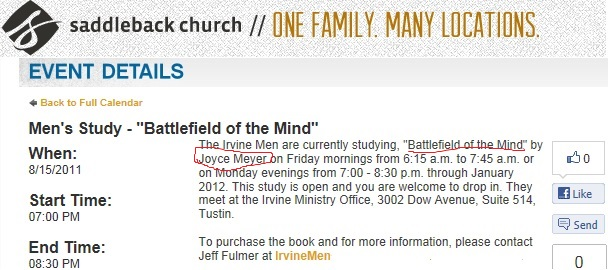 saddleback church // ONE FAMILY. MANY LOCATIONS.
EVENT DETAILS
Back to Full Calendar
Men's Study - "Battlefield of the Mind"
When:
8/15/2011
Start Time:
07:00 PM
End Time:
08:30 PM
The Irvine Men are currently studying, "Battlefield of the Mind" by
Joyce Meyer on Friday mornings from 6:15 a.m. to 7:45 a.m. or
on Monday evenings from 7:00 - 8:30 p.m. through January
2012. This study is open and you are welcome to drop in. They
meet at the Irvine Ministry Office, 3002 Dow Avenue, Suite 514,
Tustin.
To purchase the book and for more information, please contact
Jeff Fulmer at IrvineMen
0
Like
Send
0